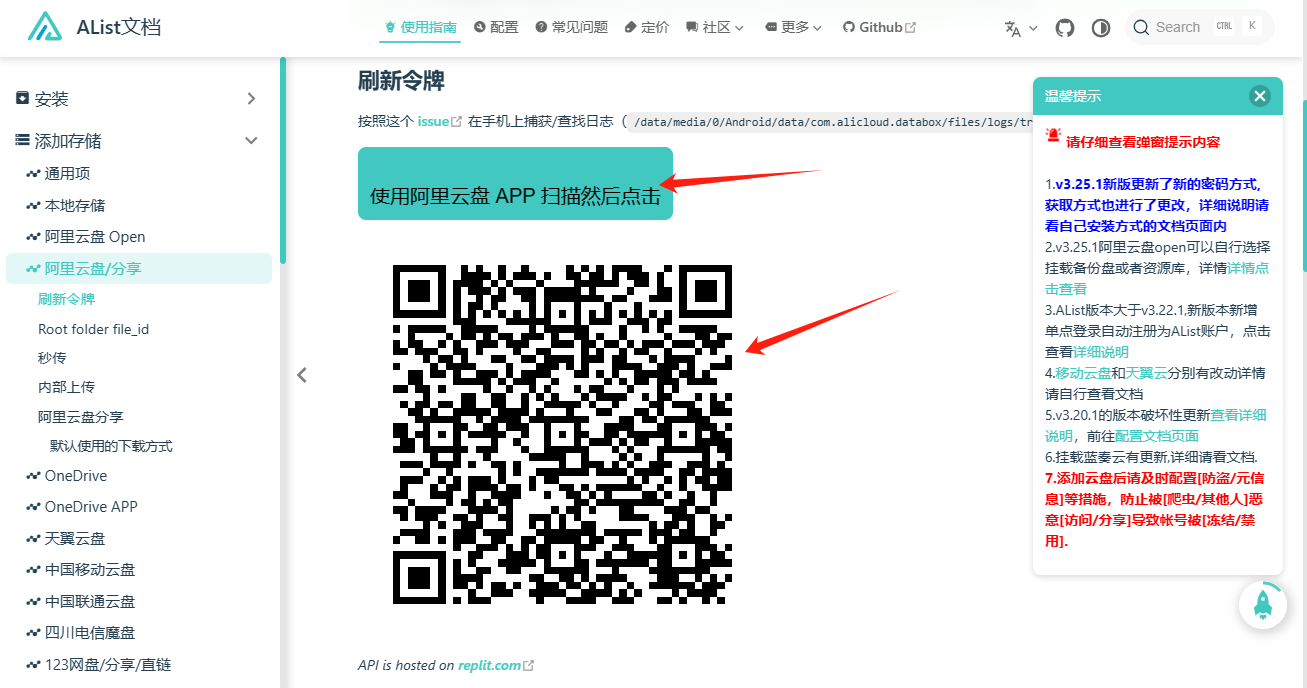 AList文档
使用指南 配置 常见问题 定价 社区 更多 Github
Search CTRL K
安装
添加存储
通用项
本地存储
阿里云盘 Open
阿里云盘/分享
刷新令牌
Root folder file_id
秒传
内部上传
阿里云盘分享
默认使用的下载方式
OneDrive
OneDrive APP
天翼云盘
中国移动云盘
中国联通云盘
四川电信魔盘
123网盘/分享/直链
刷新令牌
按照这个 issue 在手机上捕获/查找日志（ /data/media/0/Android/data/com.alicloud.databox/files/logs/tr
使用阿里云盘 APP 扫描然后点击
API is hosted on replit.com
温馨提示
请仔细查看弹窗提示内容
1.v3.25.1新版更新了新的密码方式,
获取方式也进行了更改，详细说明请
看自己安装方式的文档页面内
2.v3.25.1阿里云盘open可以自行选择
挂载备份盘或者资源库，详情详情点
击查看
3.AList版本大于v3.22.1,新版本新增
单点登录自动注册为AList账户，点击
查看详细说明
4.移动云盘和天翼云分别有改动详情
请自行查看文档
5.v3.20.1的版本破坏性更新查看详细
说明，前往配置文档页面
6.挂载蓝奏云有更新,详细请看文档.
7.添加云盘后请及时配置[防盗/元信
息]等措施，防止被[爬虫/其他人]恶
意[访问/分享]导致帐号被[冻结/禁
用].